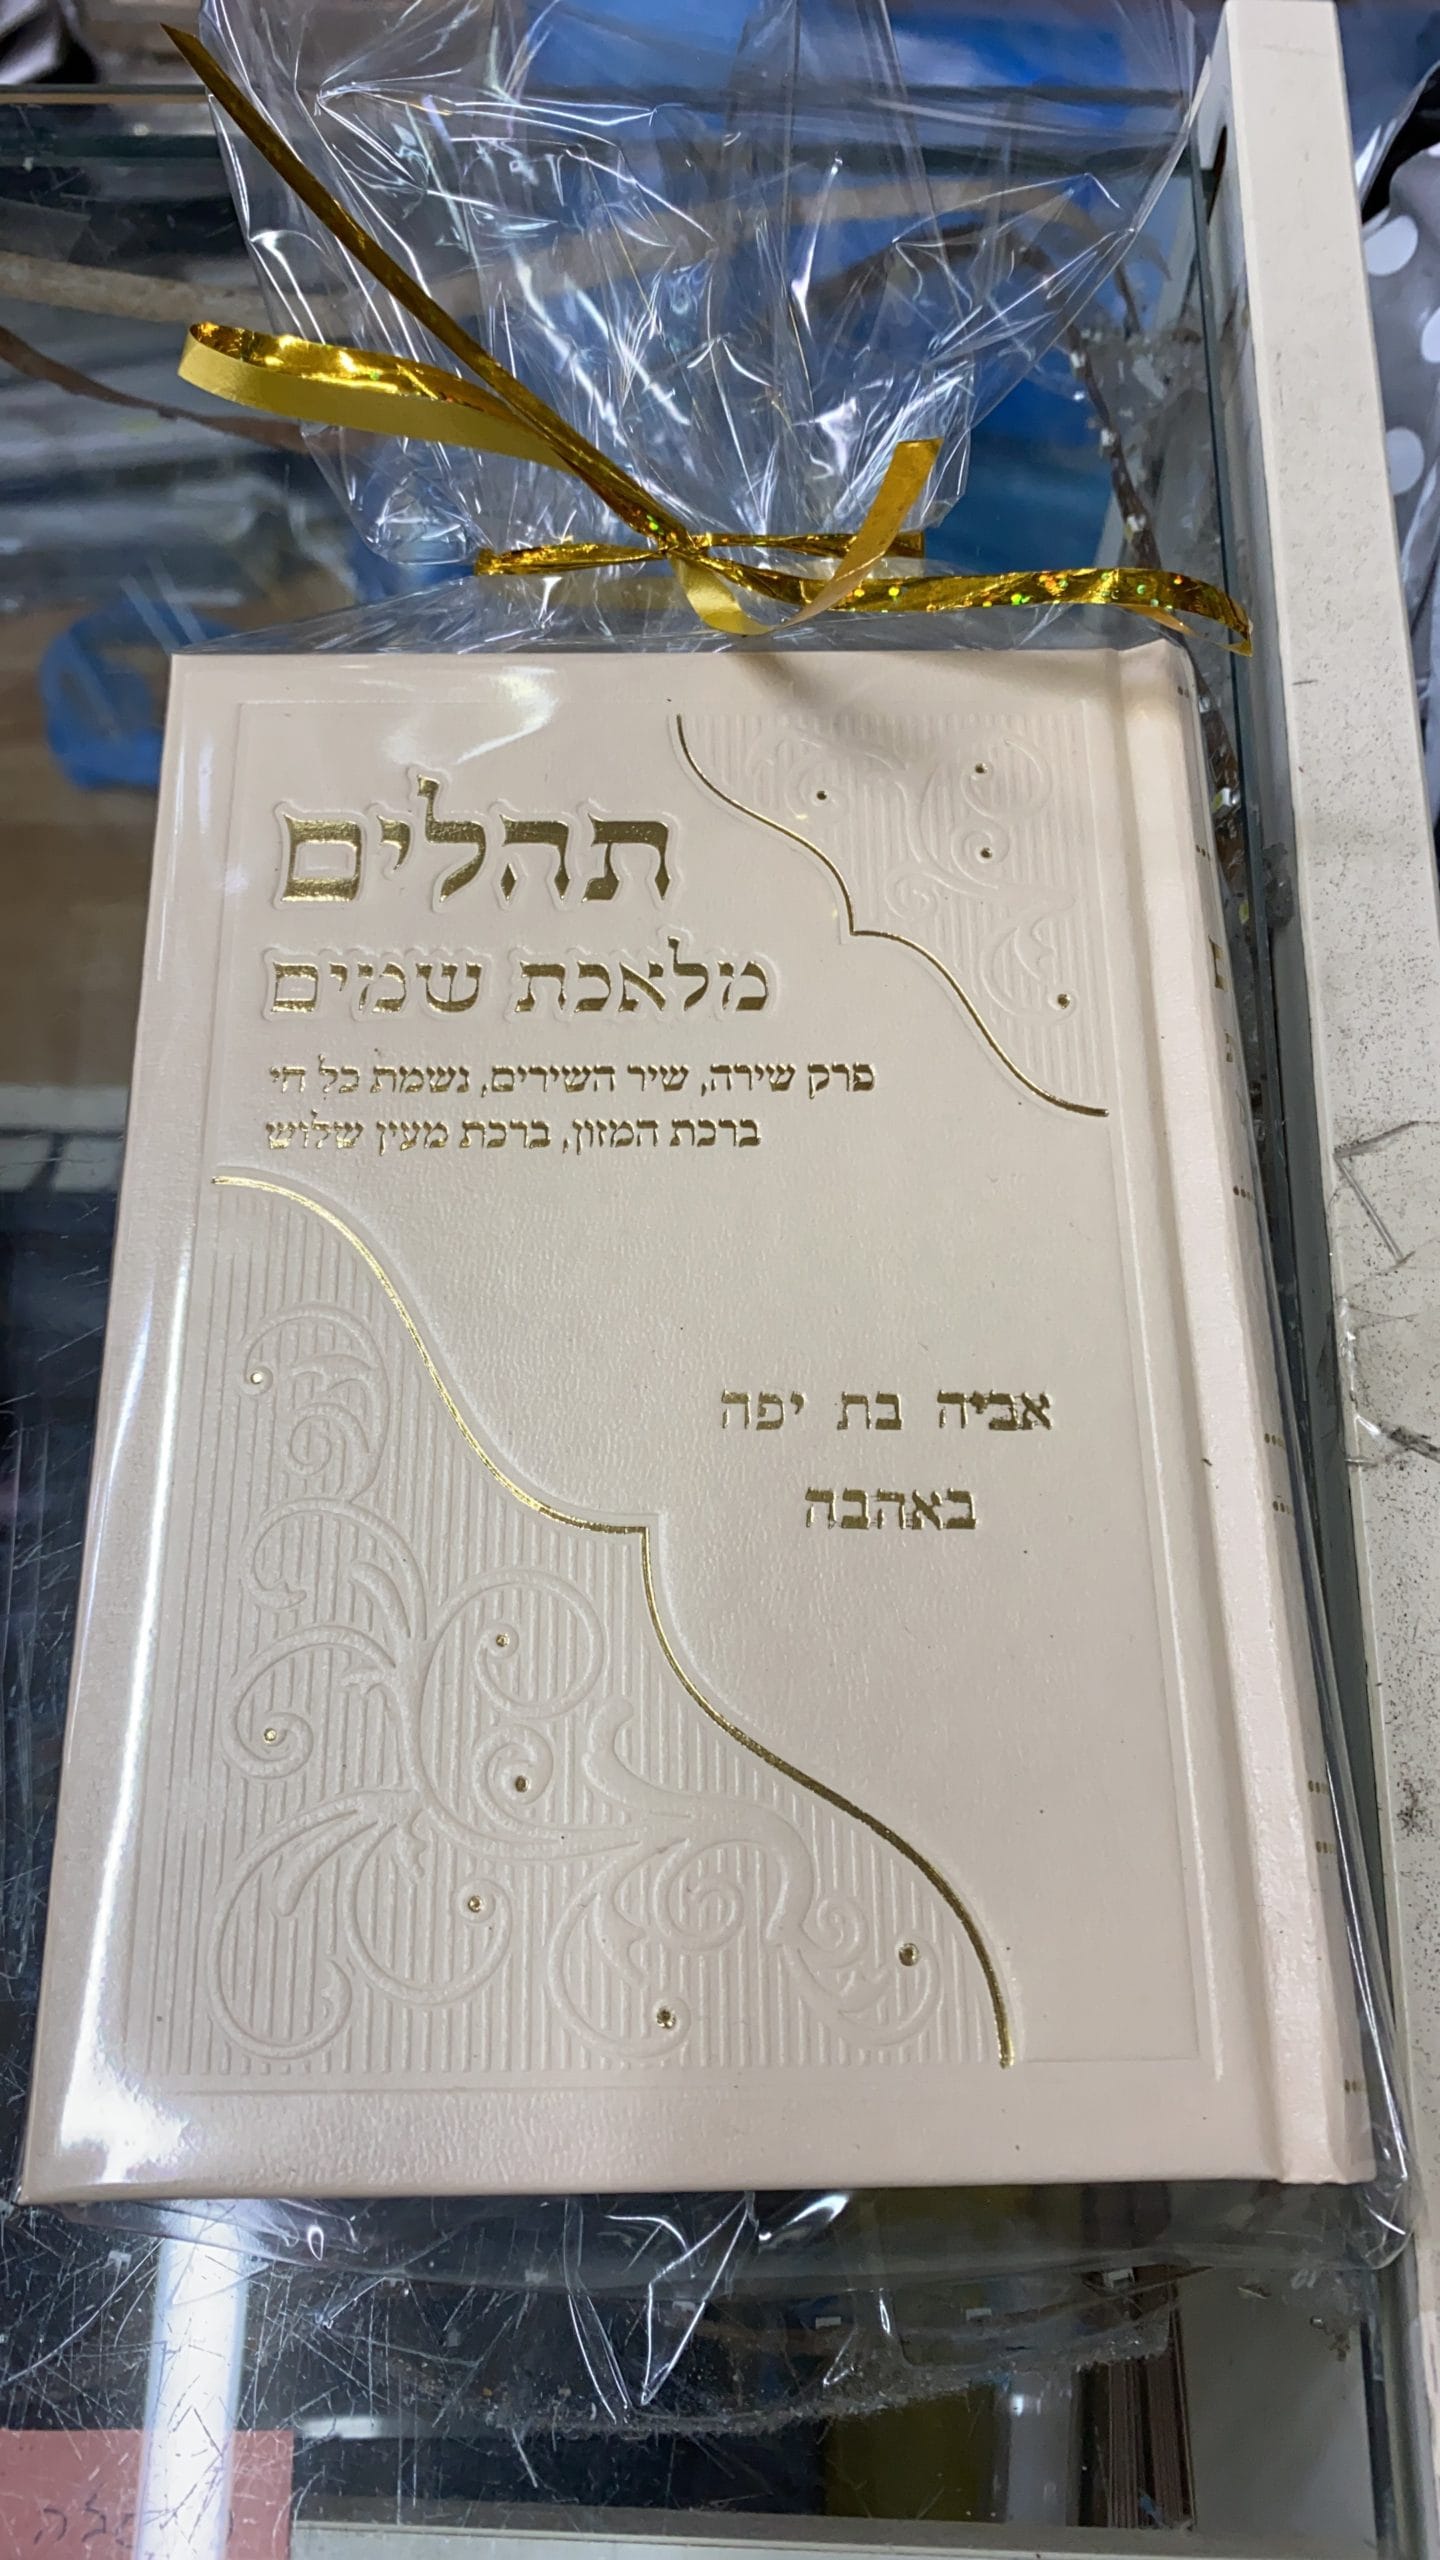 תהלים
מלאכת שמים
פרק שירה, שיר השירים, נשמת כל חי
ברכת המזון, ברכת מעין שלוש
אביה בת יפה
באהבה